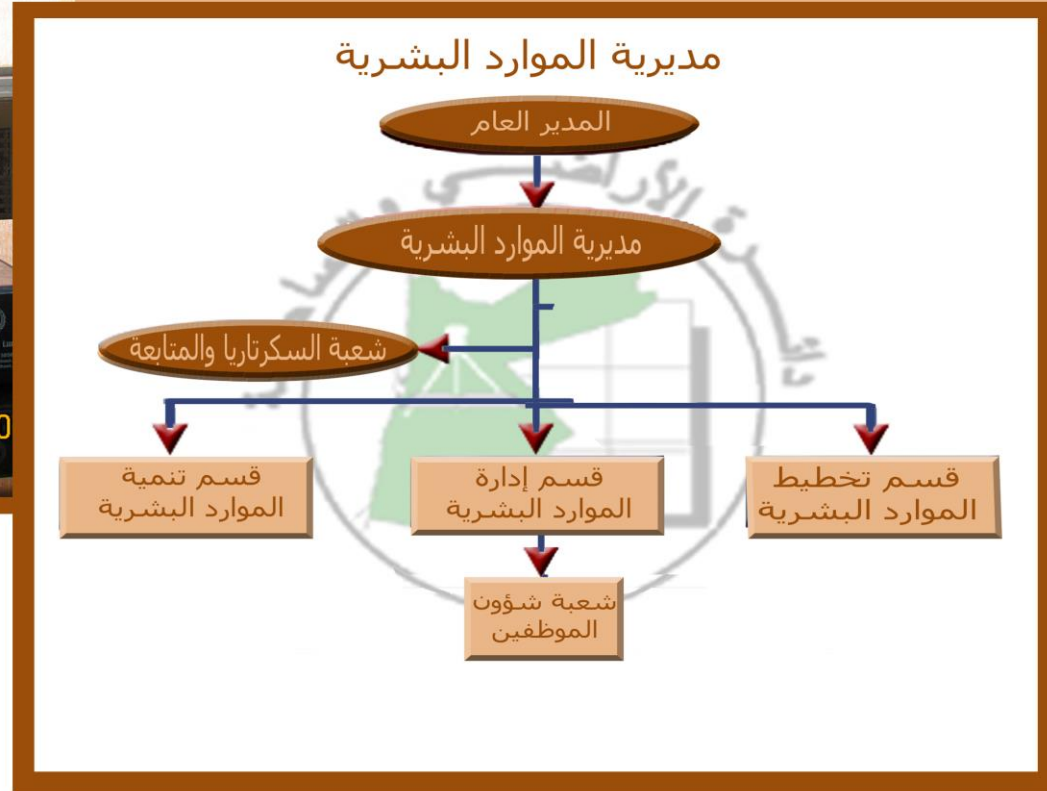 مديرية الموارد البشرية
المدير العام
مديرية الموارد البشرية
شعبة السكرتاريا والمتابعة
قسم تخطيط
الموارد البشرية
قسم إدارة
الموارد البشرية
قسم تنمية
الموارد البشرية
شعبة شؤون
الموظفين